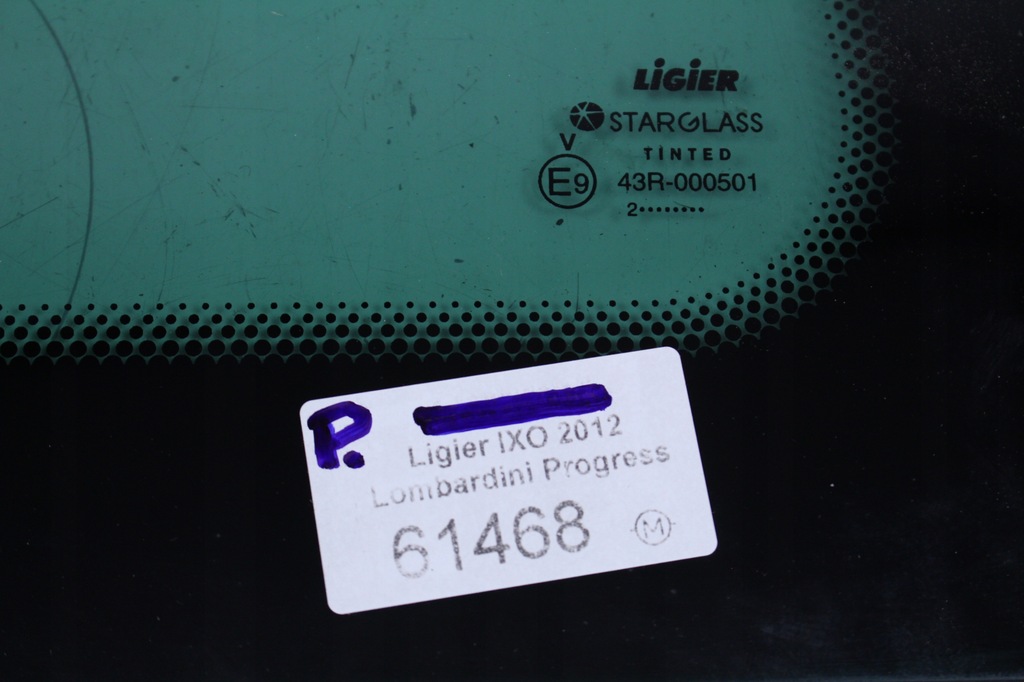 LiGiER
STARGLASS
V
TiNTED
E9 43R-000501
2••••••••
P.
Ligier IXO 2012
Lombardini Progress
61468 M